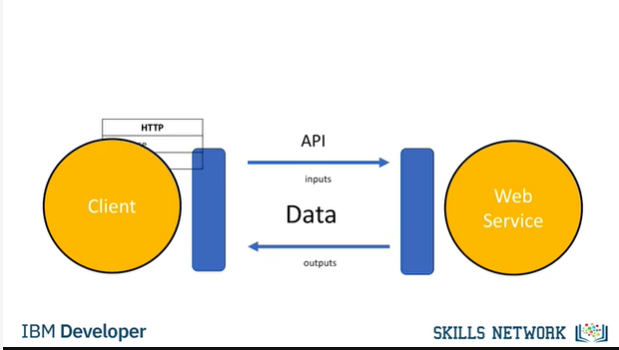 HTTP
API
inputs
Client
Data
Web
Service
outputs
IBM Developer
SKILLS NETWORK